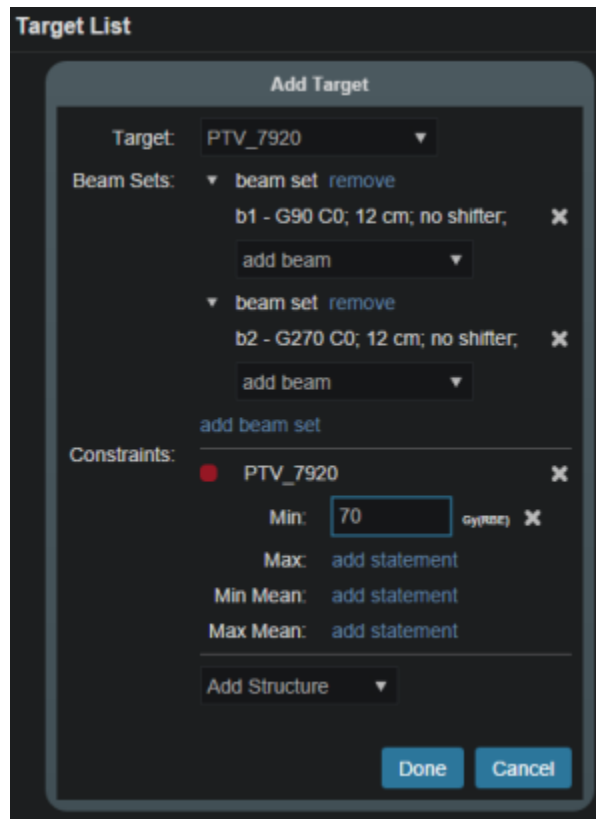 Target List
Add Target
Target: PTV_7920
Beam Sets: beam set remove
b1 - G90 C0; 12 cm; no shifter;
add beam
beam set remove
b2 - G270 C0; 12 cm; no shifter;
add beam
add beam set
Constraints:
PTV_7920
Min: 70 Gy(RBE)
Max: add statement
Min Mean: add statement
Max Mean: add statement
Add Structure
Done Cancel